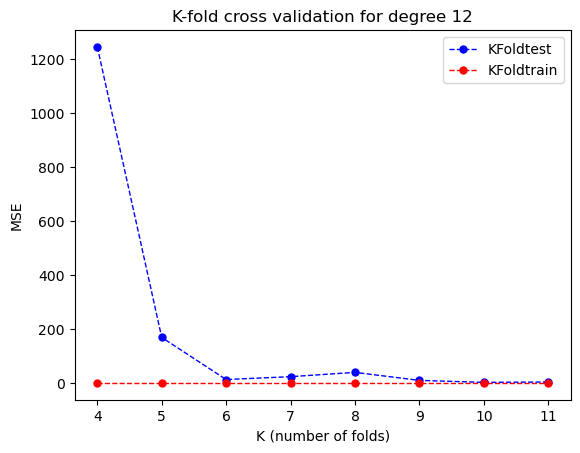 K-fold cross validation for degree 12
KFoldtest
KFoldtrain
1200
1000
800
600
400
200
0
MSE
4 5 6 7 8 9 10 11
K (number of folds)